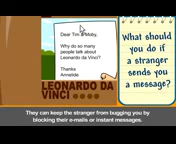 Dear Tim & Moby,
Why do so many
people talk about
Leonardo da Vinci?
Thanks
Annelide
LEONARDO DA
VINCI
What should
you do if
a stranger
sends you
a message?
They can keep the stranger from bugging you by
blocking their e-mails or instant messages.